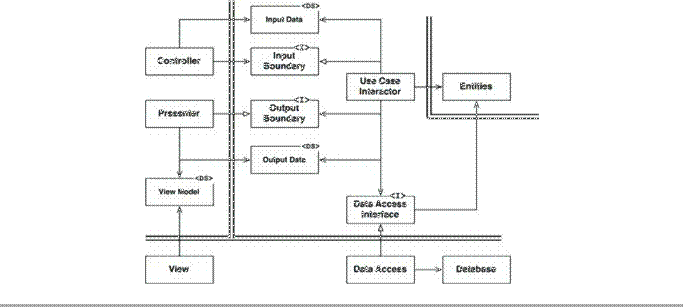 <DS>
Input Data
<I>
Input
Boundary
Controller
Use Case
Interactor
Entities
<I>
Output
Boundary
Presenter
<DS>
Output Data
<DS>
View Model
<I>
Data Access
Interface
View
Data Access
Database